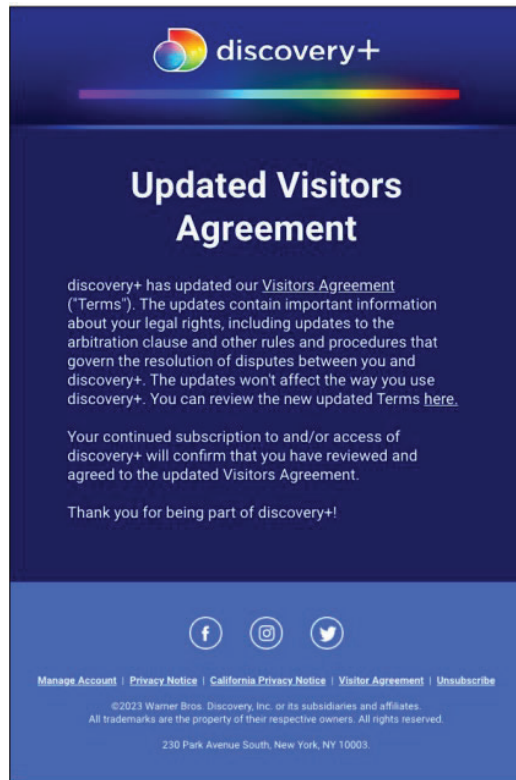 discovery+
Updated Visitors
Agreement
discovery+ has updated our Visitors Agreement
("Terms"). The updates contain important information
about your legal rights, including updates to the
arbitration clause and other rules and procedures that
govern the resolution of disputes between you and
discovery+. The updates won't affect the way you use
discovery+. You can review the new updated Terms here.
Your continued subscription to and/or access of
discovery+ will confirm that you have reviewed and
agreed to the updated Visitors Agreement.
Thank you for being part of discovery+!
Manage Account | Privacy Notice | California Privacy Notice | Visitor Agreement | Unsubscribe
©2023 Warner Bros. Discovery, Inc. or its subsidiaries and affiliates.
All trademarks are the property of their respective owners. All rights reserved.
230 Park Avenue South, New York, NY 10003.